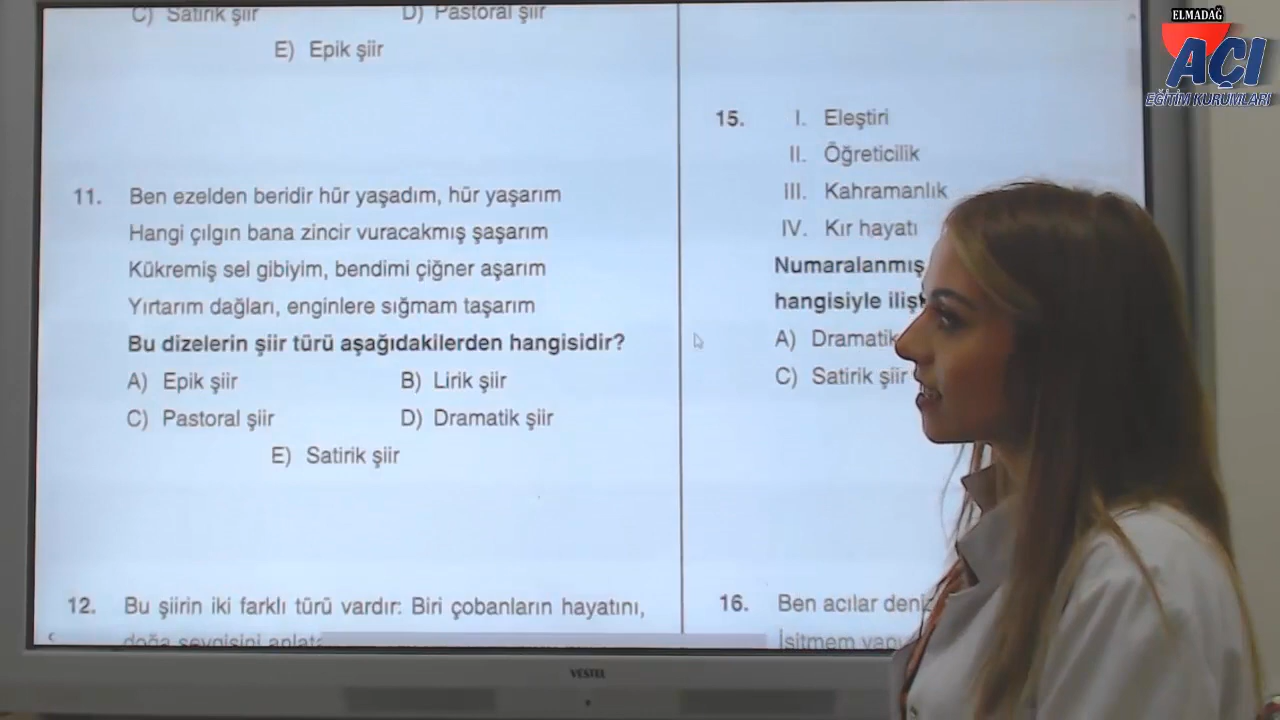 C) Satirik şiir
D) Pastoral şiir
E) Epik şiir
11. Ben ezelden beridir hür yaşadım, hür yaşarım
Hangi çılgın bana zincir vuracakmış şaşarım
Kükremiş sel gibiyim, bendimi çiğner aşarım
Yırtarım dağları, enginlere sığmam taşarım
Bu dizelerin şiir türü aşağıdakilerden hangisidir?
A) Epik şiir
B) Lirik şiir
C) Pastoral şiir
D) Dramatik şiir
E) Satirik şiir
12. Bu şiirin iki farklı türü vardır: Biri çobanların hayatını,
doğa sevgisini
15. I. Eleştiri
II. Öğreticilik
III. Kahramanlık
IV. Kır hayatı
Numaralanmış
hangisiyle
A) Dramatik
C) Satirik şiir
16. Ben acılar
İsitmem
ELMADAĞ
AÇI
EĞİTİM KURUMLARI
VESTEL